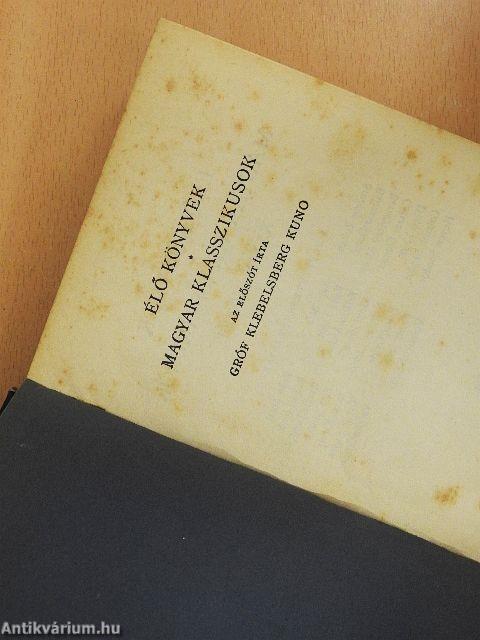 ÉLŐ KÖNYVEK
*
MAGYAR KLASSZIKUSOK
AZ ELŐSZÓT ÍRTA
GRÓF KLEBELSBERG KUNO
Antikvárium.hu